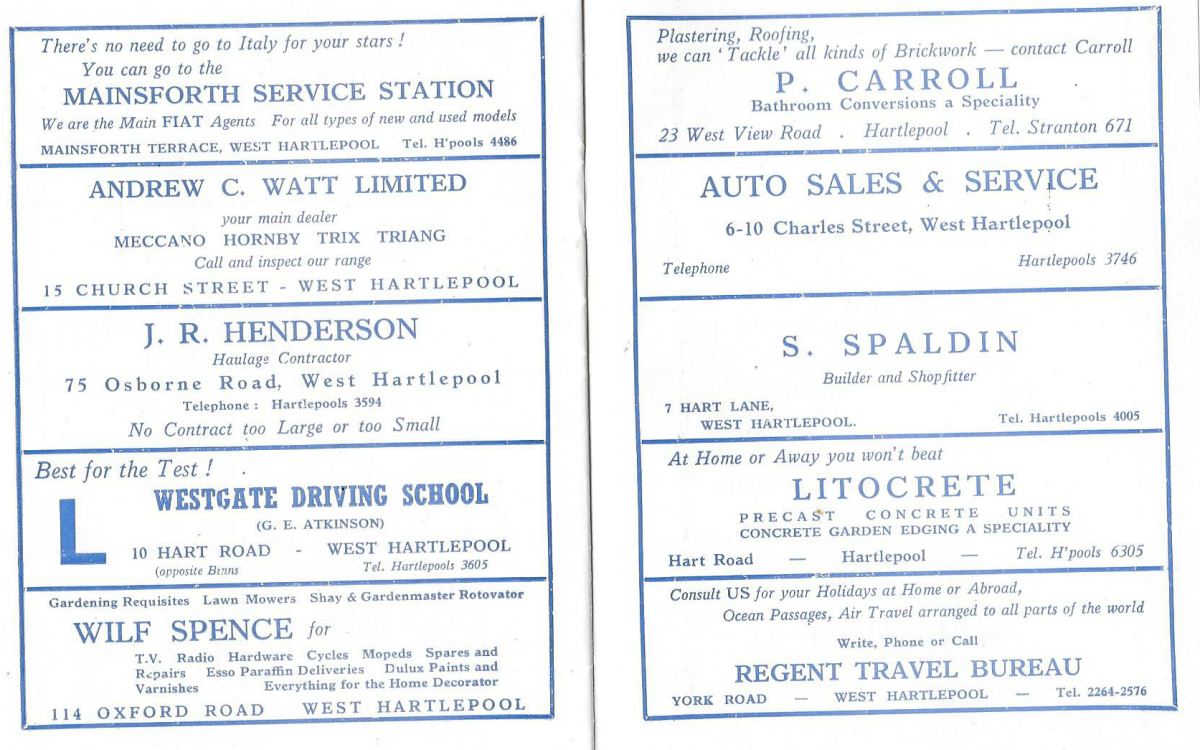 There's no need to go to Italy for your stars !
You can go to the
MAINSFORTH SERVICE STATION
We are the Main FIAT Agents For all types of new and used models
MAINSFORTH TERRACE, WEST HARTLEPOOL Tel. H'pools 4486
ANDREW C. WATT LIMITED
your main dealer
MECCANO HORNBY TRIX TRIANG
Call and inspect our range
15 CHURCH STREET - WEST HARTLEPOOL
J. R. HENDERSON
Haulage Contractor
75 Osborne Road, West Hartlepool
Telephone : Hartlepools 3594
No Contract too Large or too Small
Best for the Test !
L
WESTGATE DRIVING SCHOOL
(G. E. ATKINSON)
10 HART ROAD - WEST HARTLEPOOL
(opposite Binns Tel. Hartlepools 3605
Gardening Requisites Lawn Mowers Shay & Gardenmaster Rotovator
WILF SPENCE for
T.V. Radio Hardware Cycles Mopeds Spares and
Repairs Esso Paraffin Deliveries Dulux Paints and
Varnishes Everything for the Home Decorator
114 OXFORD ROAD WEST HARTLEPOOL
Plastering, Roofing,
we can 'Tackle' all kinds of Brickwork — contact Carroll
P. CARROLL
Bathroom Conversions a Speciality
23 West View Road . Hartlepool . Tel. Stranton 671
AUTO SALES & SERVICE
6-10 Charles Street, West Hartlepool
Telephone Hartlepools 3746
S. SPALDIN
Builder and Shopfitter
7 HART LANE,
WEST HARTLEPOOL. Tel. Hartlepools 4005
At Home or Away you won't beat
LITOCRETE
PRECAST CONCRETE UNITS
CONCRETE GARDEN EDGING A SPECIALITY
Hart Road — Hartlepool — Tel. H'pools 6305
Consult US for your Holidays at Home or Abroad,
Ocean Passages, Air Travel arranged to all parts of the world
Write, Phone or Call
REGENT TRAVEL BUREAU
YORK ROAD — WEST HARTLEPOOL — Tel. 2264-2576